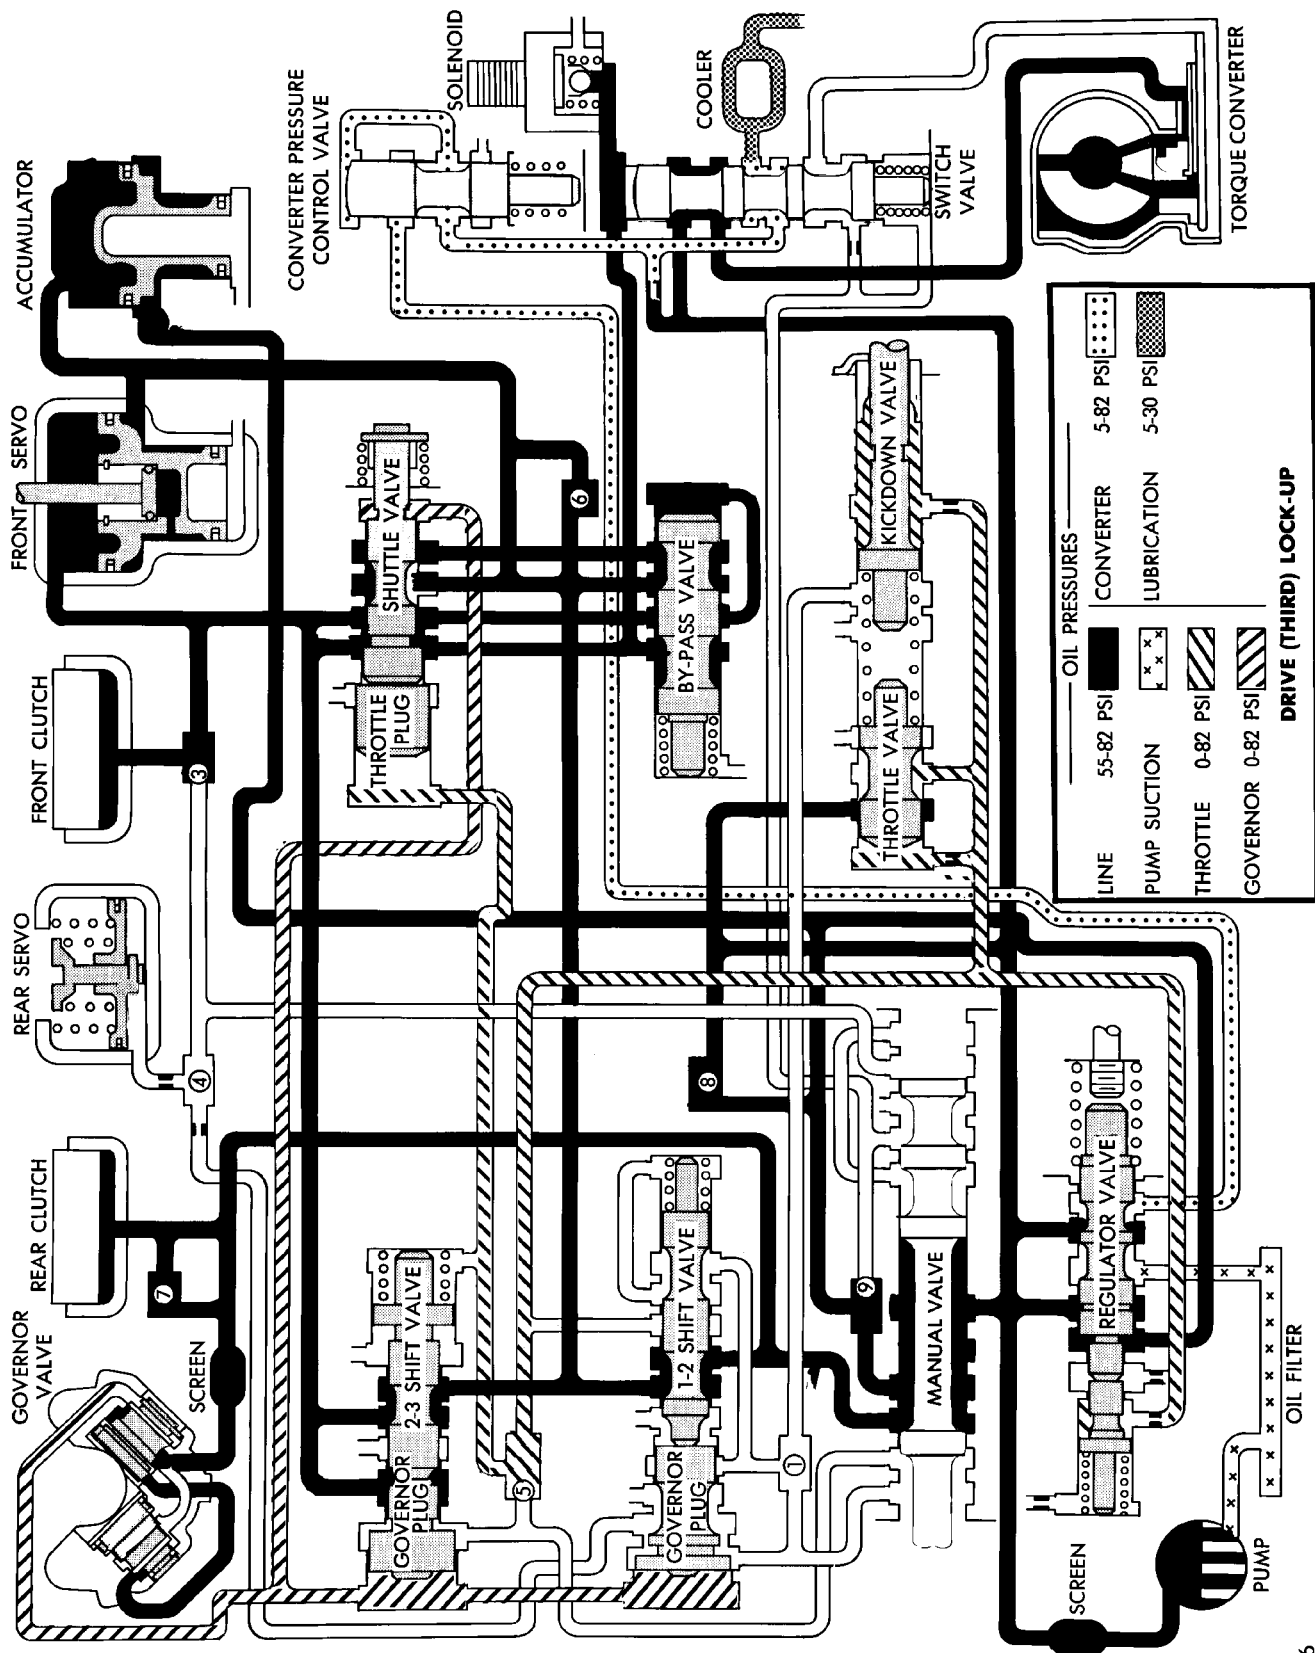 GOVERNOR
VALVE
REAR CLUTCH
REAR SERVO
FRONT CLUTCH
FRONT SERVO
ACCUMULATOR
SCREEN
7
4
3
CONVERTER PRESSURE
CONTROL VALVE
SOLENOID
GOVERNOR
PLUG
2-3 SHIFT VALVE
THROTTLE
PLUG
SHUTTLE VALVE
5
6
COOLER
GOVERNOR
PLUG
1-2 SHIFT VALVE
8
BY-PASS VALVE
1
9
THROTTLE VALVE
KICKDOWN VALVE
SWITCH
VALVE
MANUAL VALVE
REGULATOR VALVE
SCREEN
PUMP
OIL FILTER
TORQUE CONVERTER
OIL PRESSURES
LINE 55-82 PSI
CONVERTER 5-82 PSI
PUMP SUCTION
LUBRICATION 5-30 PSI
THROTTLE 0-82 PSI
GOVERNOR 0-82 PSI
DRIVE (THIRD) LOCK-UP